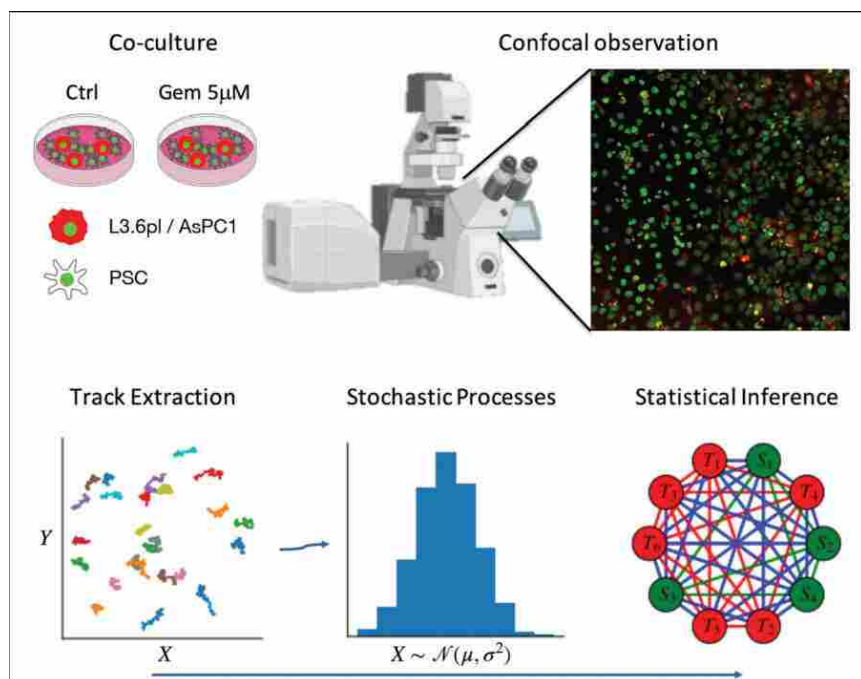 Co-culture
Confocal observation
Ctrl Gem 5µM
L3.6pl / AsPC1
PSC
Track Extraction
Stochastic Processes
Statistical Inference
Y
X
X ~ 𝒩(μ, σ²)
T₁ S₁
T₃ T₄
T₆ S₂
S₃ S₄
T₅ T₂